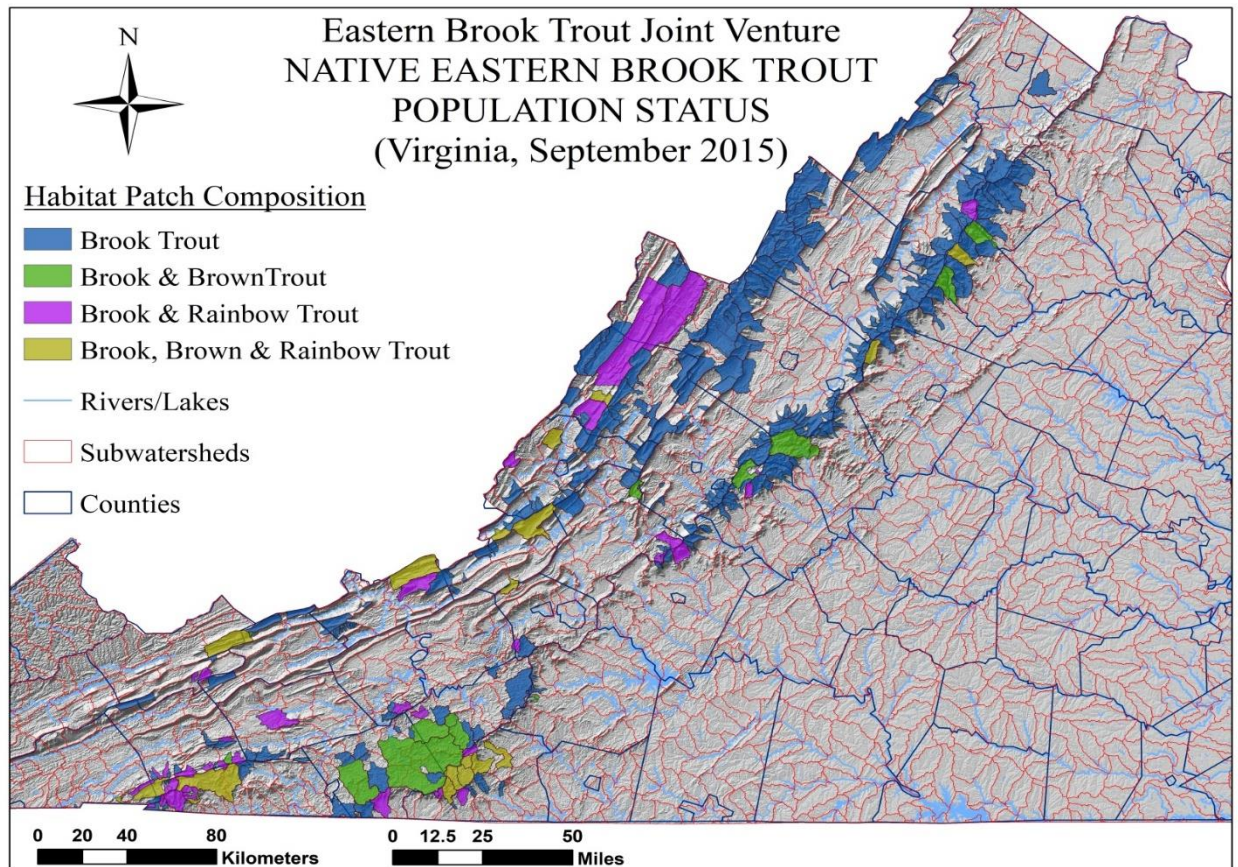 N
Eastern Brook Trout Joint Venture
NATIVE EASTERN BROOK TROUT
POPULATION STATUS
(Virginia, September 2015)
Habitat Patch Composition
Brook Trout
Brook & BrownTrout
Brook & Rainbow Trout
Brook, Brown & Rainbow Trout
Rivers/Lakes
Subwatersheds
Counties
0 20 40 80
Kilometers
0 12.5 25 50
Miles